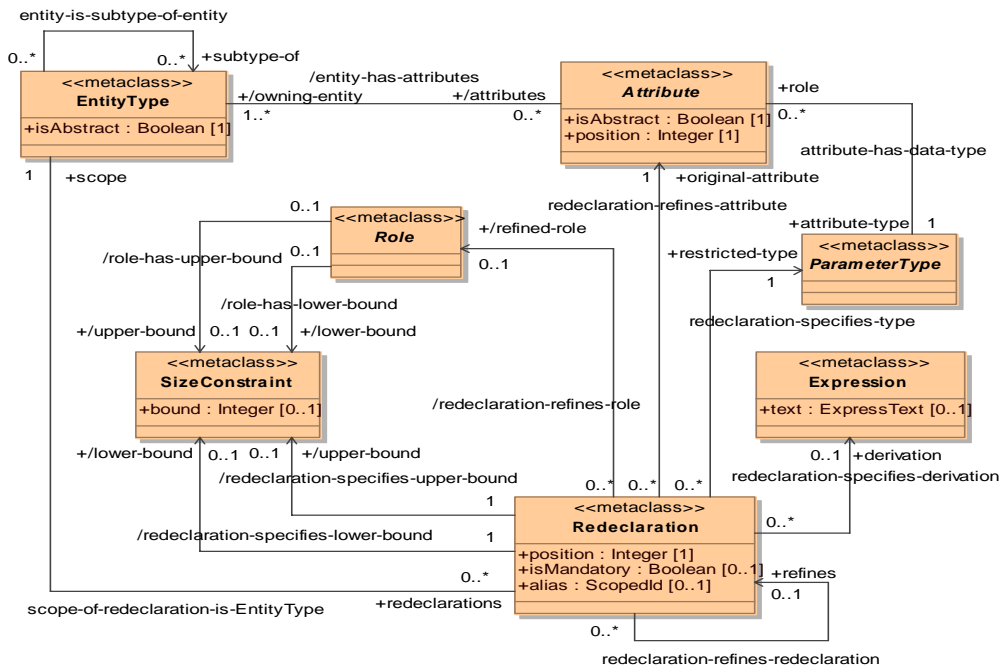 entity-is-subtype-of-entity
0..*
0..*
+subtype-of
<<metaclass>>
EntityType
+isAbstract : Boolean [1]
/entity-has-attributes
+/owning-entity
+/attributes
1..*
0..*
<<metaclass>>
Attribute
+isAbstract : Boolean [1]
+position : Integer [1]
+role
0..*
attribute-has-data-type
1
+scope
1
+original-attribute
redeclaration-refines-attribute
0..1
<<metaclass>>
Role
0..1
/role-has-upper-bound
+/refined-role
0..1
+attribute-type
1
<<metaclass>>
ParameterType
+restricted-type
1
/role-has-lower-bound
+/upper-bound
0..1
0..1
+/lower-bound
redeclaration-specifies-type
<<metaclass>>
SizeConstraint
+bound : Integer [0..1]
<<metaclass>>
Expression
+text : ExpressText [0..1]
/redeclaration-refines-role
+/lower-bound
0..1
0..1
+/upper-bound
0..1
+derivation
/redeclaration-specifies-upper-bound
redeclaration-specifies-derivation
0..*
0..*
0..*
1
<<metaclass>>
Redeclaration
0..*
/redeclaration-specifies-lower-bound
1
+position : Integer [1]
+isMandatory : Boolean [0..1]
+alias : ScopedId [0..1]
+refines
0..1
0..*
scope-of-redeclaration-is-EntityType
+redeclarations
0..*
redeclaration-refines-redeclaration